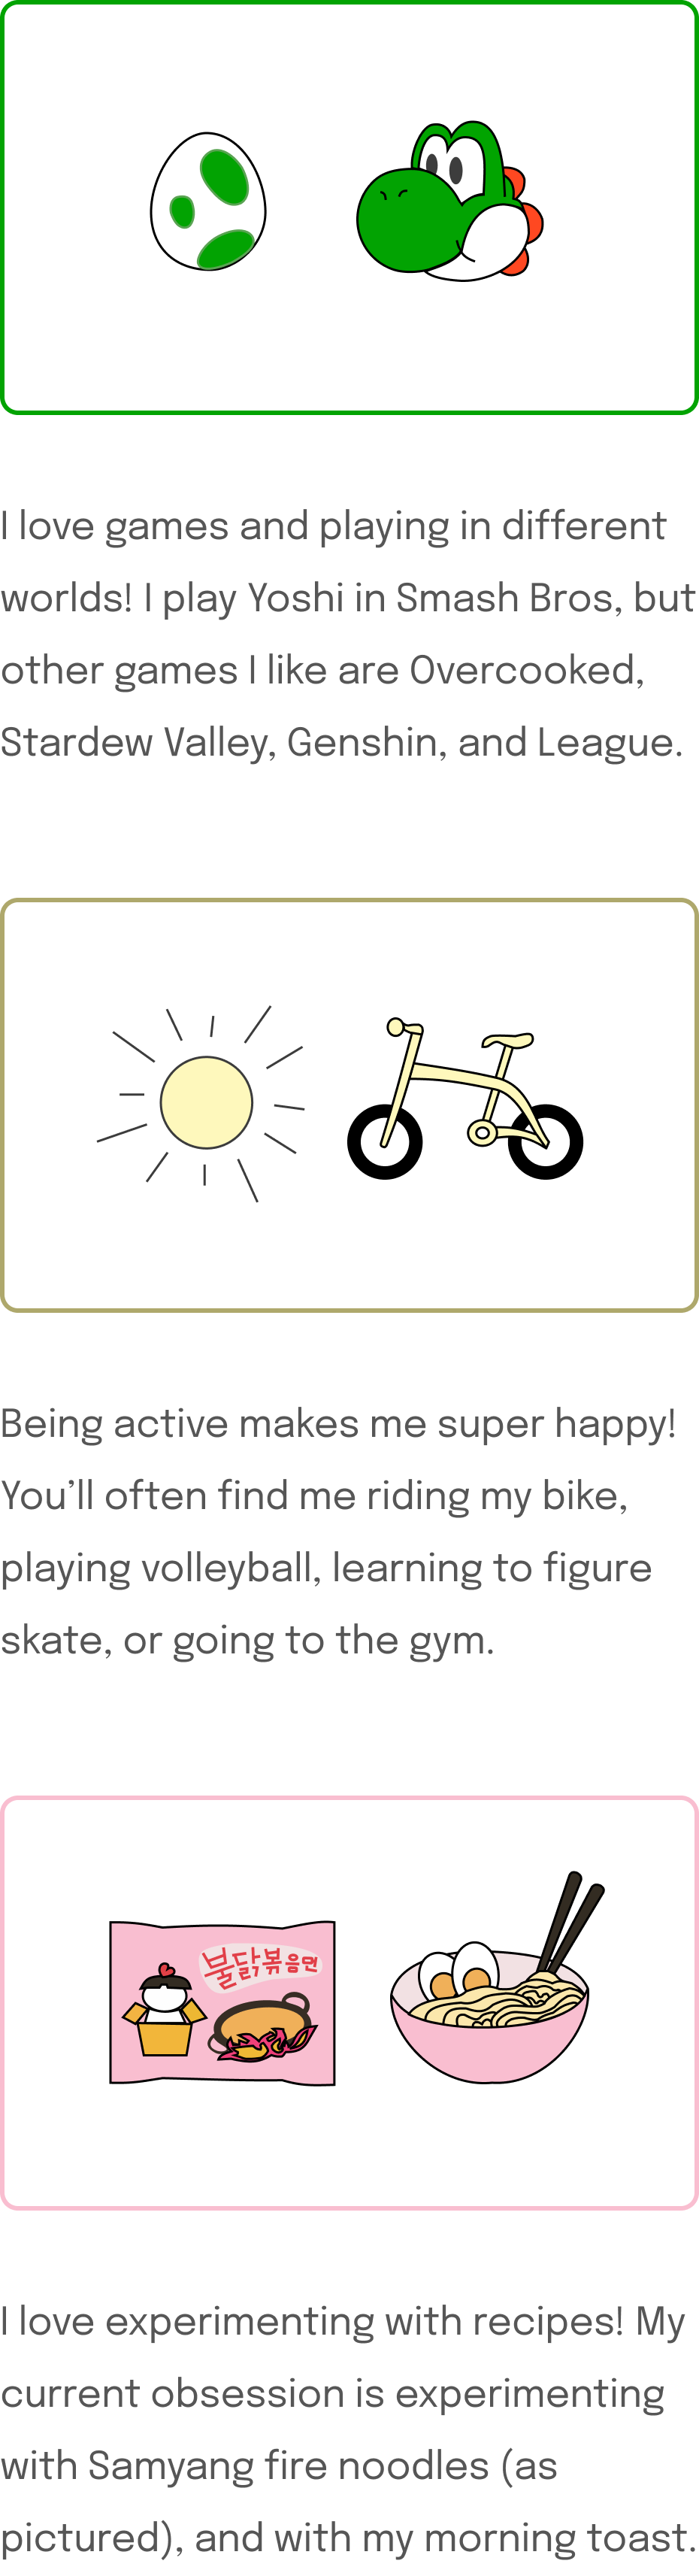 I love games and playing in different
worlds! I play Yoshi in Smash Bros, but
other games I like are Overcooked,
Stardew Valley, Genshin, and League.
Being active makes me super happy!
You’ll often find me riding my bike,
playing volleyball, learning to figure
skate, or going to the gym.
불닭볶음면
I love experimenting with recipes! My
current obsession is experimenting
with Samyang fire noodles (as
pictured), and with my morning toast.